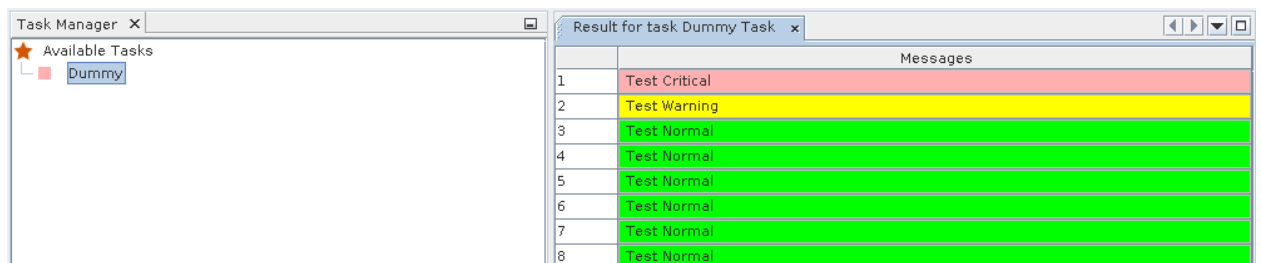 Task Manager X
Available Tasks
Dummy
Result for task Dummy Task x
Messages
1 Test Critical
2 Test Warning
3 Test Normal
4 Test Normal
5 Test Normal
6 Test Normal
7 Test Normal
8 Test Normal